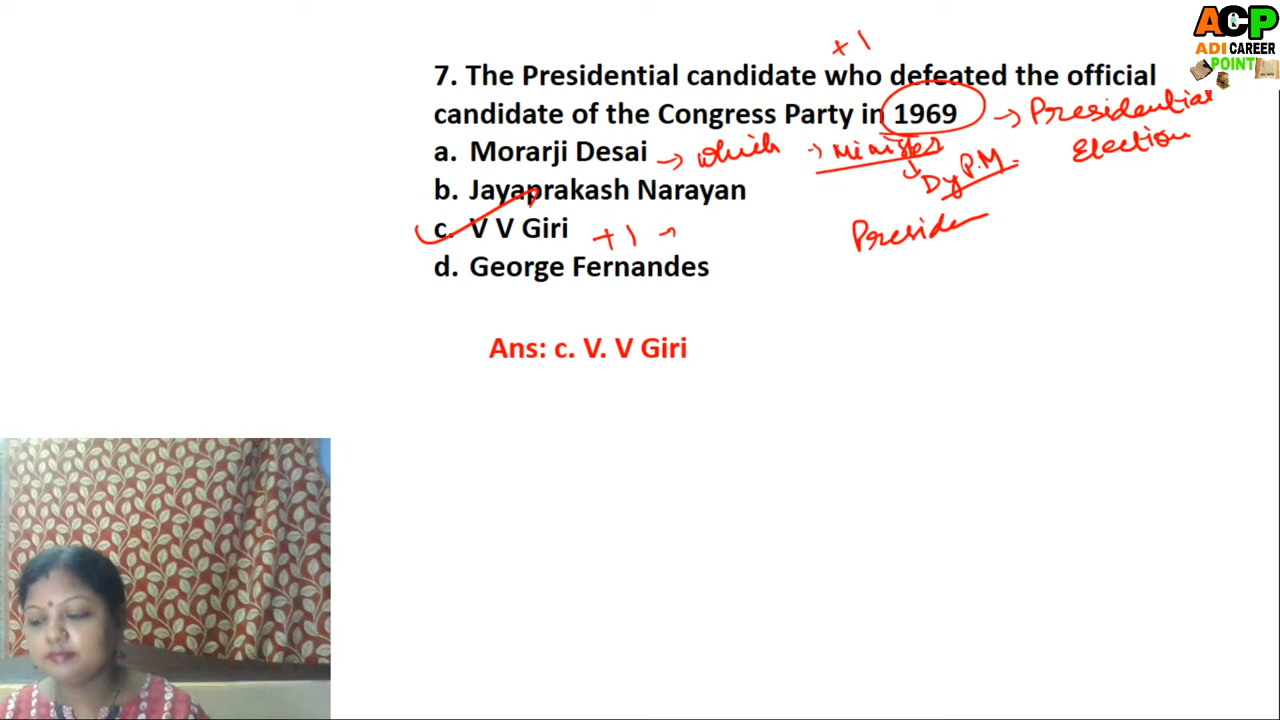 ACP
ADI CAREER
POINT
+1
7. The Presidential candidate who defeated the official
candidate of the Congress Party in 1969 → Presidential
Election
a. Morarji Desai → which → minister
↓
Dy P.M.
b. Jayaprakash Narayan
c. V V Giri +1 →
Presiden
d. George Fernandes
Ans: c. V. V Giri